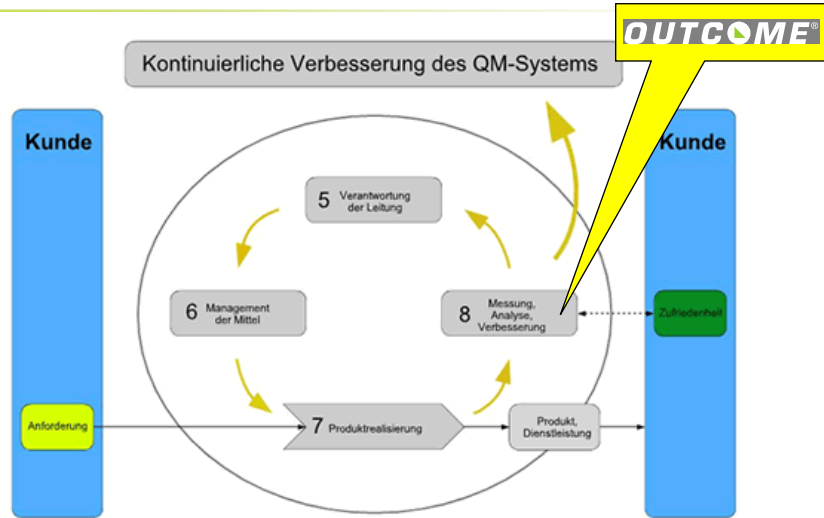 OUTCOME®
Kontinuierliche Verbesserung des QM-Systems
Kunde
Kunde
5 Verantwortung
der Leitung
6 Management
der Mittel
8 Messung,
Analyse,
Verbesserung
Zufriedenheit
Anforderung
7 Produktrealisierung
Produkt,
Dienstleistung